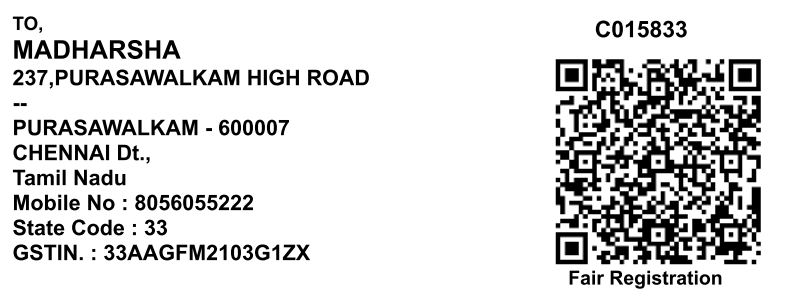 TO,
MADHARSHA
237,PURASAWALKAM HIGH ROAD
--
PURASAWALKAM - 600007
CHENNAI Dt.,
Tamil Nadu
Mobile No : 8056055222
State Code : 33
GSTIN. : 33AAGFM2103G1ZX
C015833
Fair Registration